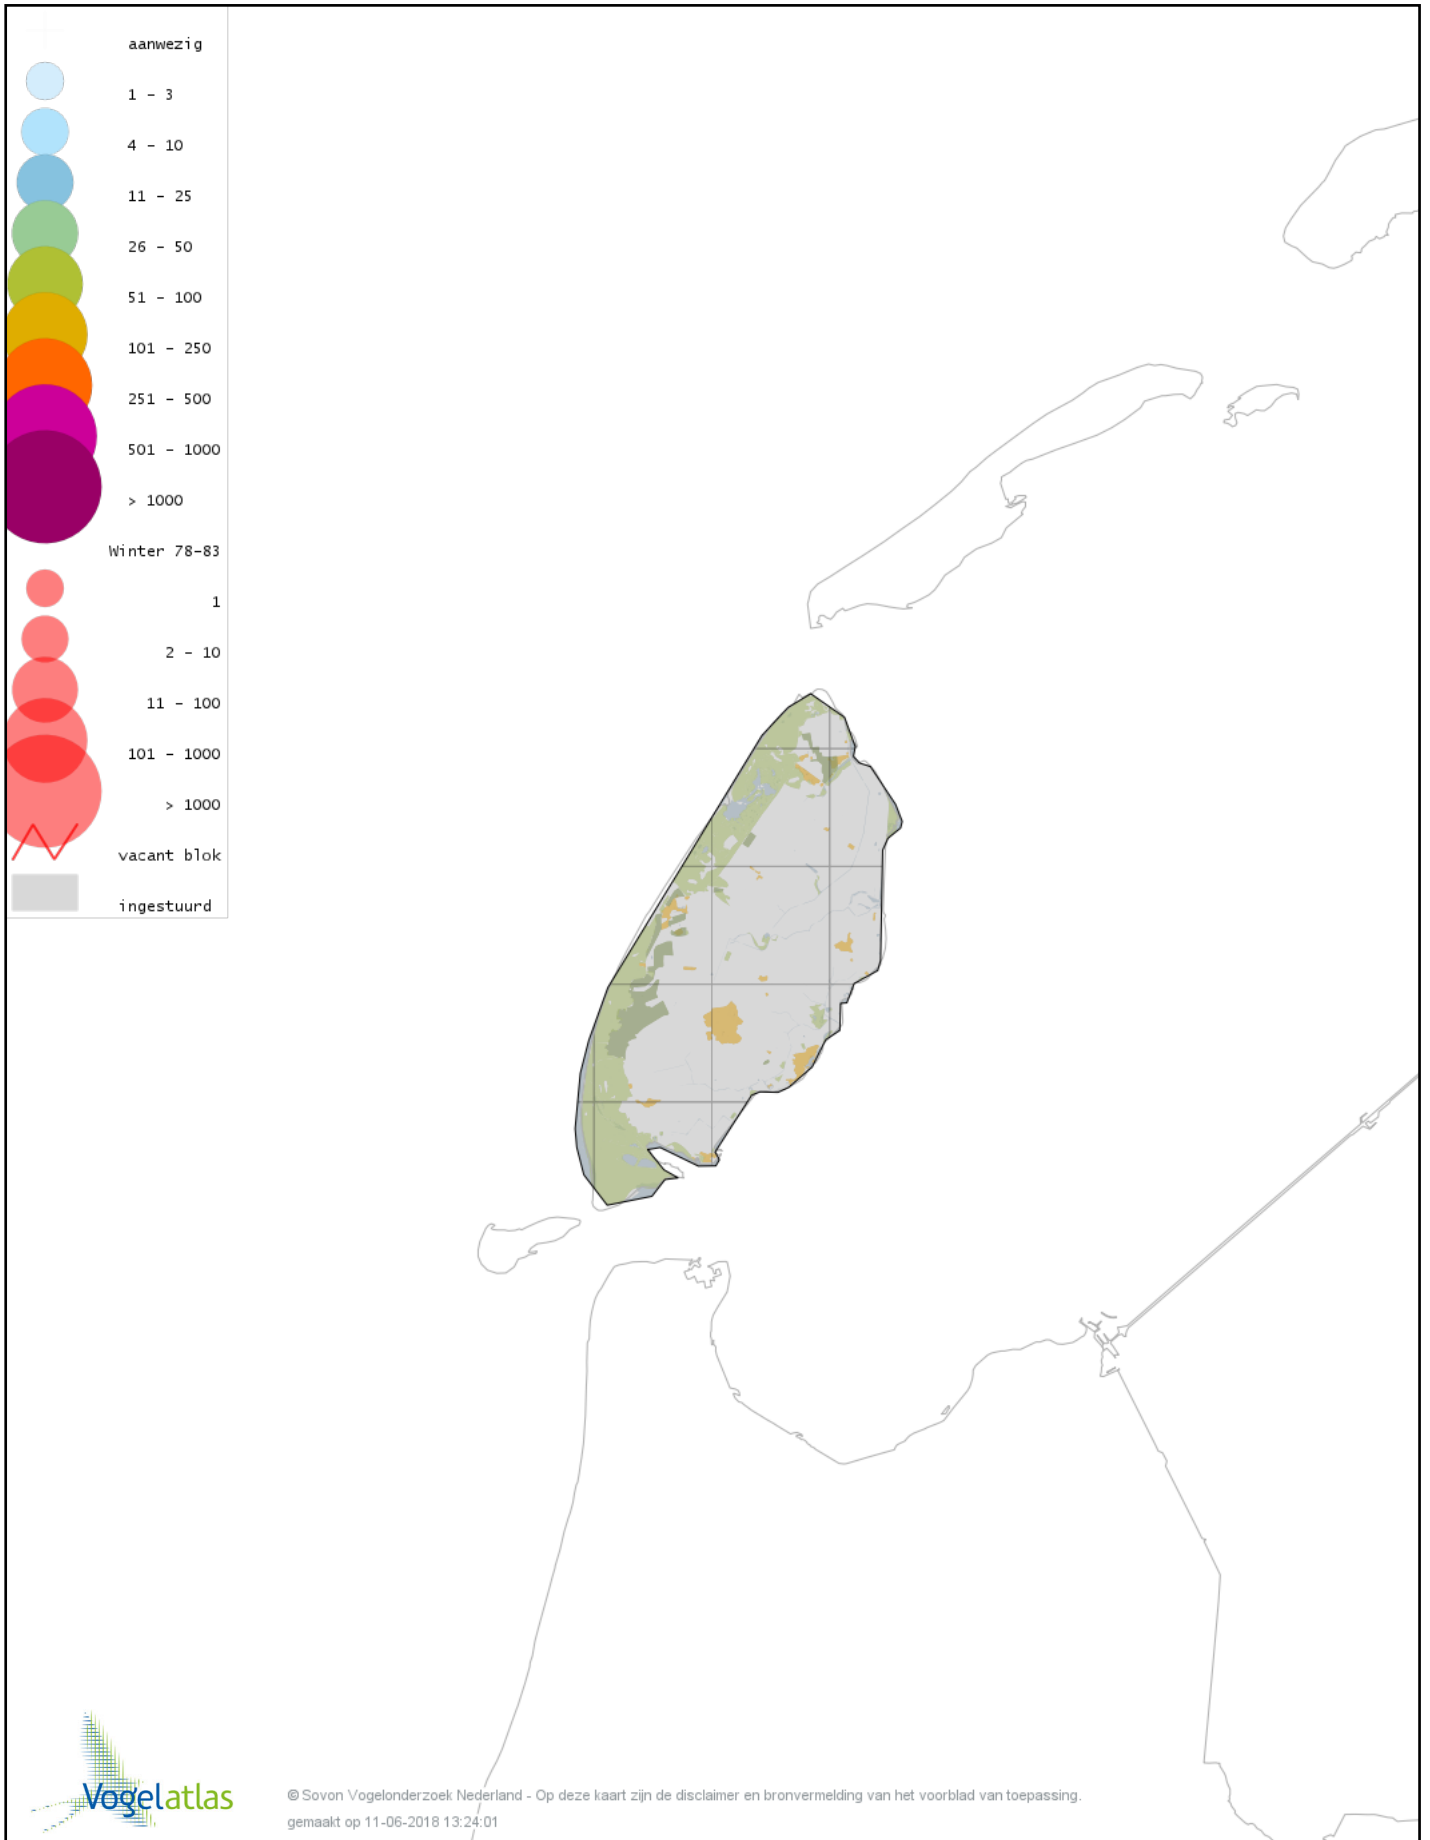 aanwezig
1 - 3
4 - 10
11 - 25
26 - 50
51 - 100
101 - 250
251 - 500
501 - 1000
> 1000
Winter 78-83
1
2 - 10
11 - 100
101 - 1000
> 1000
vacant blok
ingestuurd
Vogelatlas
© Sovon Vogelonderzoek Nederland - Op deze kaart zijn de disclaimer en bronvermelding van het voorblad van toepassing.
gemaakt op 11-06-2018 13:24:01